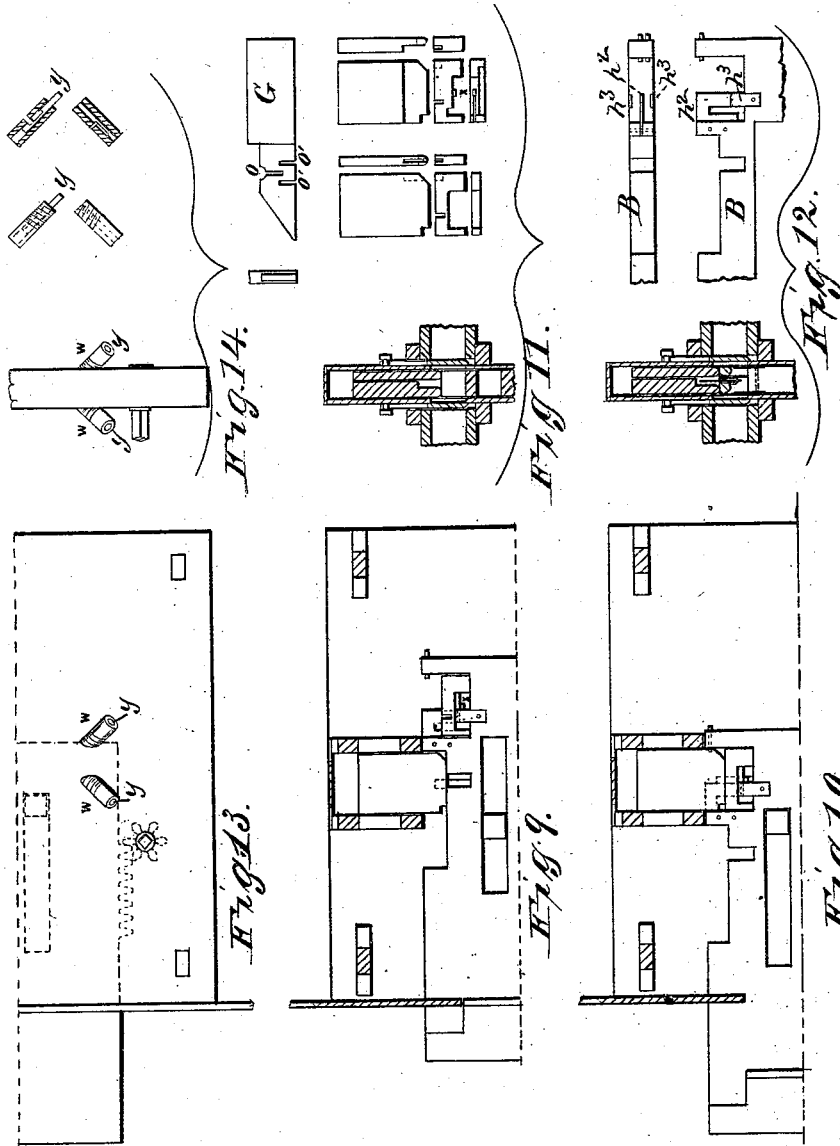 y
y
w
w
y
y
Fig. 14.
G
o
o' o'
x
Fig 11.
h³ h²
h³
B
h²
h³
B
Fig. 12.
w
y
w
y
Fig 13.
x
Fig 9.
Fig 10